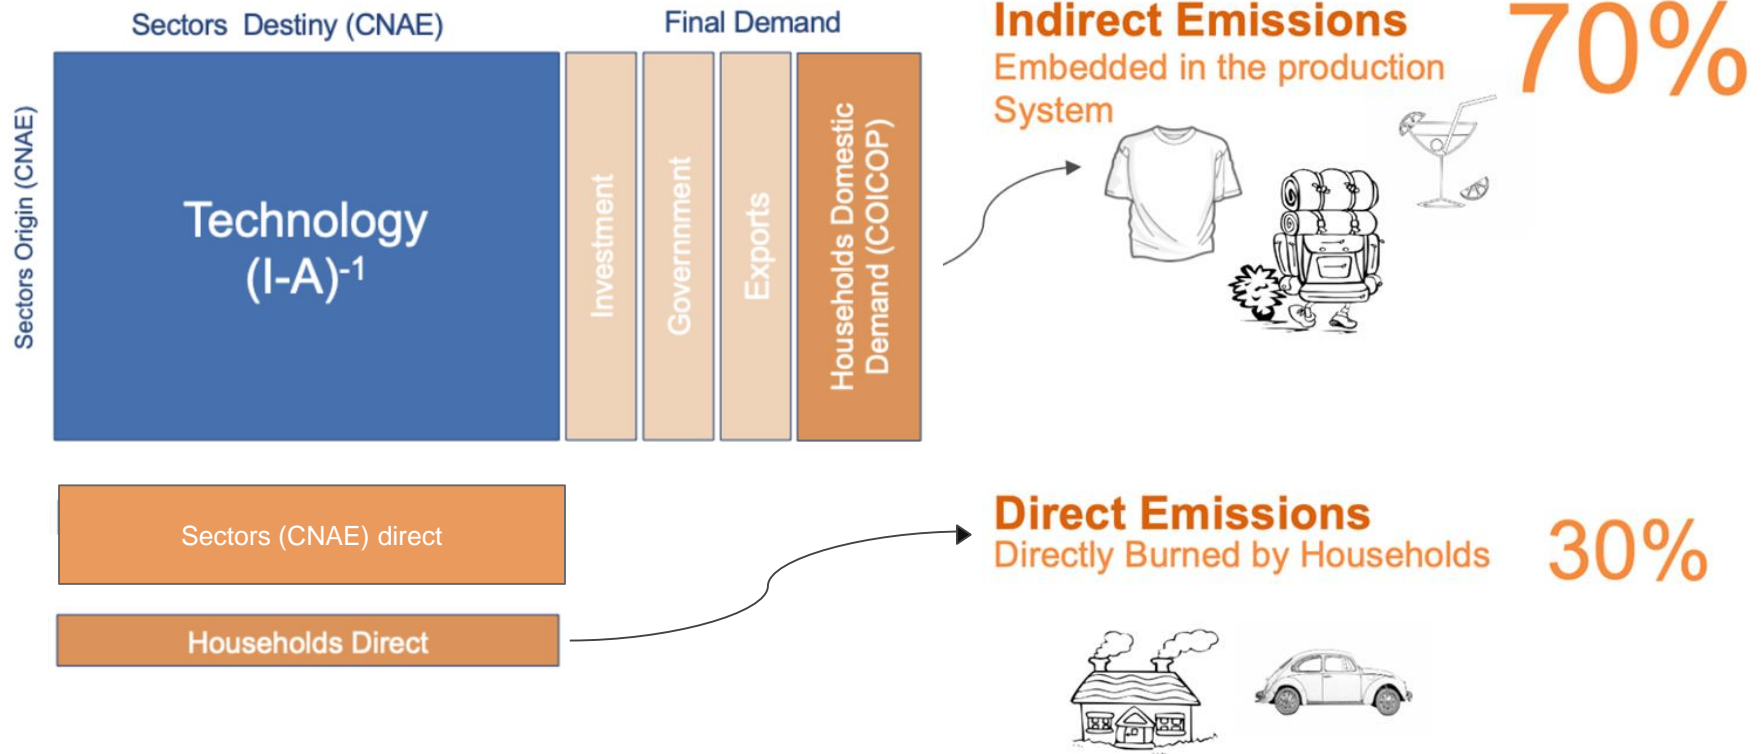 Sectors Destiny (CNAE)
Final Demand
Sectors Origin (CNAE)
Technology
(I-A)-1
Investment
Government
Exports
Households Domestic
Demand (COICOP)
Sectors (CNAE) direct
Households Direct
Indirect Emissions
Embedded in the production
System
70%
Direct Emissions
Directly Burned by Households
30%